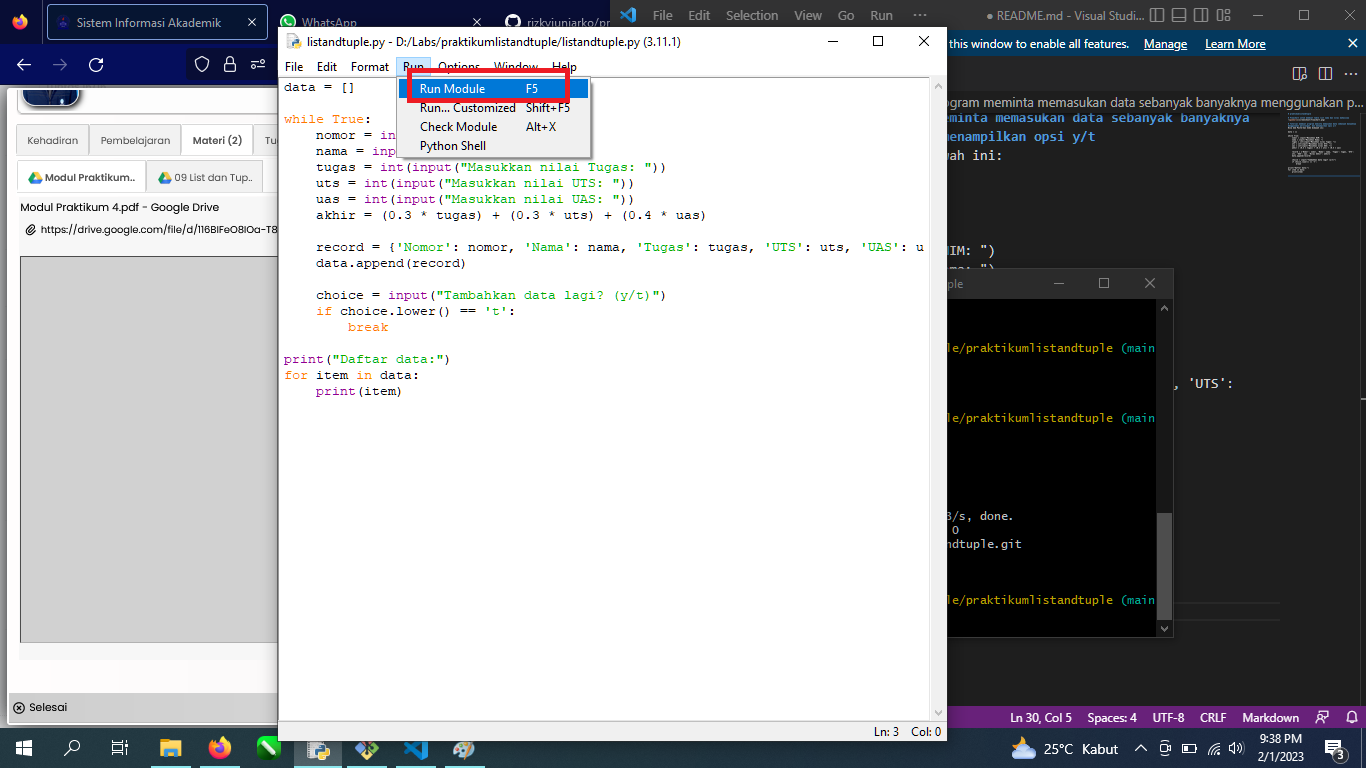 Sistem Informasi Akademik
WhatsApp
rizkyjuniarko/pr
File Edit Selection View Go Run ···
● README.md - Visual Studi...
this window to enable all features. Manage Learn More
listandtuple.py - D:/Labs/praktikumlistandtuple/listandtuple.py (3.11.1)
File Edit Format Run Options Window Help
Run Module F5
Run... Customized Shift+F5
Check Module Alt+X
Python Shell
data = []
while True:
nomor = in
nama = inp
tugas = int(input("Masukkan nilai Tugas: "))
uts = int(input("Masukkan nilai UTS: "))
uas = int(input("Masukkan nilai UAS: "))
akhir = (0.3 * tugas) + (0.3 * uts) + (0.4 * uas)
record = {'Nomor': nomor, 'Nama': nama, 'Tugas': tugas, 'UTS': uts, 'UAS': u
data.append(record)
choice = input("Tambahkan data lagi? (y/t)")
if choice.lower() == 't':
break
print("Daftar data:")
for item in data:
print(item)
Ln: 3 Col: 0
Kehadiran Pembelajaran Materi (2) Tu
Modul Praktikum.. 09 List dan Tup..
Modul Praktikum 4.pdf - Google Drive
https://drive.google.com/file/d/116BIFeO8IOa-T8
Selesai
ogram meminta memasukan data sebanyak banyaknya menggunakan p...
eminta memasukan data sebanyak banyaknya
menampilkan opsi y/t
wah ini:
NIM: ")
ple
le/praktikumlistandtuple (main
, 'UTS':
le/praktikumlistandtuple (main
B/s, done.
0
ndtuple.git
le/praktikumlistandtuple (main
Ln 30, Col 5 Spaces: 4 UTF-8 CRLF Markdown
25°C Kabut
9:38 PM
2/1/2023
3